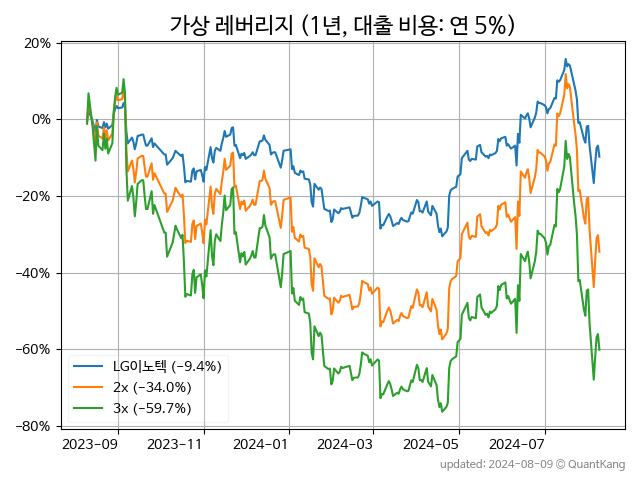 가상 레버리지 (1년, 대출 비용: 연 5%)
20%
0%
−20%
−40%
−60%
−80%
LG이노텍 (−9.4%)
2x (−34.0%)
3x (−59.7%)
2023-09
2023-11
2024-01
2024-03
2024-05
2024-07
updated: 2024-08-09 © QuantKang